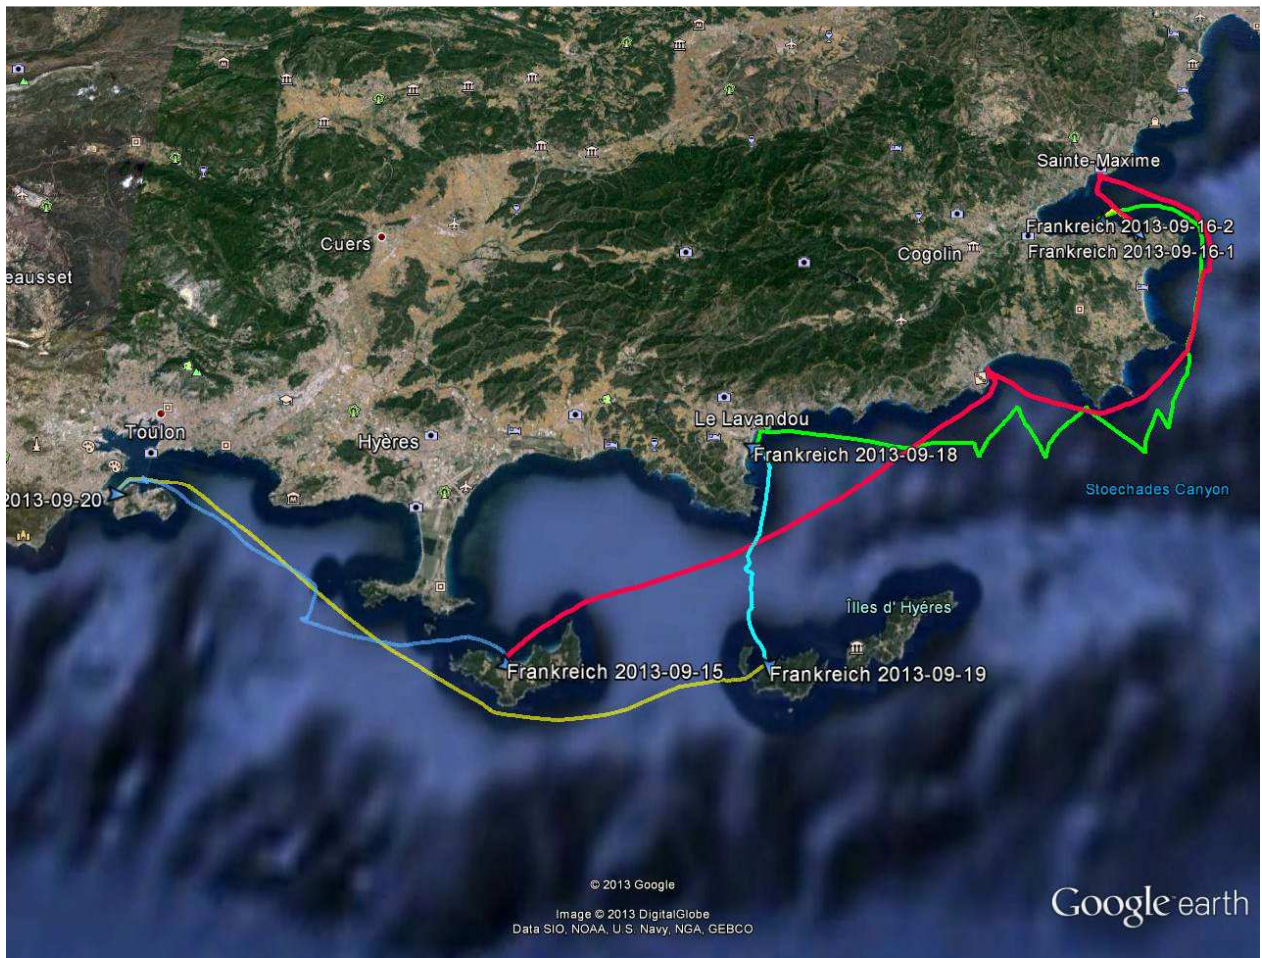 Sainte-Maxime
Frankreich 2013-09-16-2
Cuers
Cogolin
Frankreich 2013-09-16-1
eausset
Le Lavandou
Toulon
Hyères
Frankreich 2013-09-18
2013-09-20
Stoechades Canyon
Îlles d' Hyéres
Frankreich 2013-09-15
Frankreich 2013-09-19
© 2013 Google
Image © 2013 DigitalGlobe
Data SIO, NOAA, U.S. Navy, NGA, GEBCO
Google earth